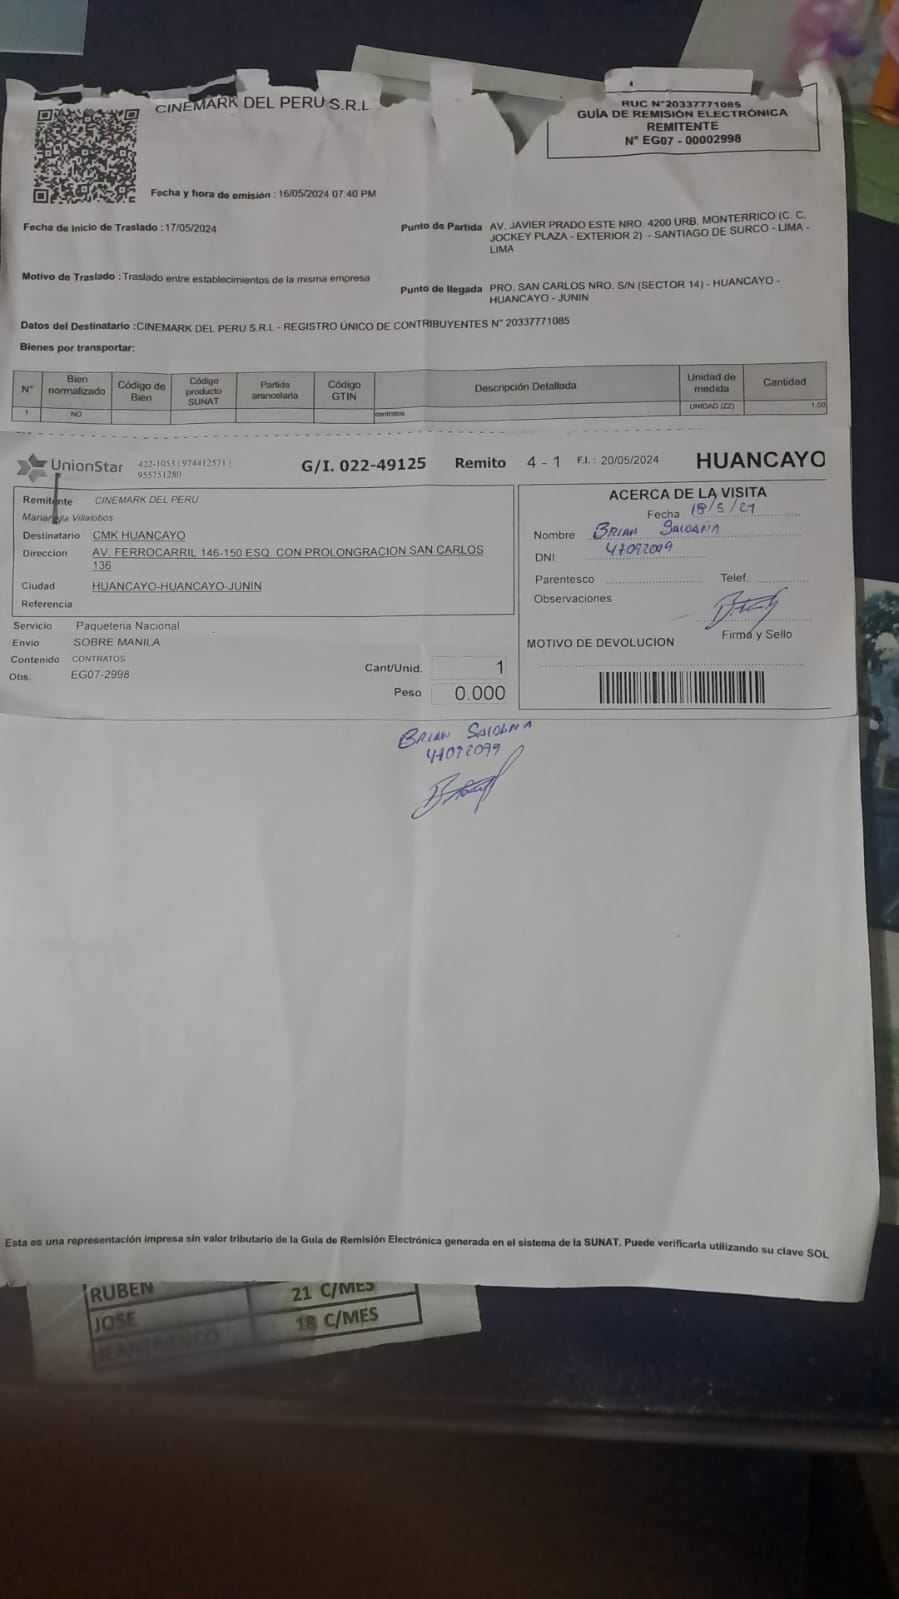 CINEMARK DEL PERU S.R.L
RUC N°20337771085
GUÍA DE REMISIÓN ELECTRÓNICA
REMITENTE
N° EG07 - 00002998
Fecha y hora de emisión : 16/05/2024 07:40 PM
Fecha de inicio de Traslado : 17/05/2024
Punto de Partida AV. JAVIER PRADO ESTE NRO. 4200 URB. MONTERRICO (C. C.
JOCKEY PLAZA - EXTERIOR 2) - SANTIAGO DE SURCO - LIMA -
LIMA
Motivo de Traslado : Traslado entre establecimientos de la misma empresa
Punto de llegada PRO. SAN CARLOS NRO. S/N (SECTOR 14) - HUANCAYO -
HUANCAYO - JUNIN
Datos del Destinatario : CINEMARK DEL PERU S.R.L - REGISTRO ÚNICO DE CONTRIBUYENTES N° 20337771085
Bienes por transportar:
N° Bien normalizado Código de Bien Código producto SUNAT Partida arancelaria Código GTIN Descripción Detallada Unidad de medida Cantidad
1 NO contratos UNIDAD (ZZ) 1.00
UnionStar 422-1053 | 974412571 |
955751280
G/I. 022-49125 Remito 4 - 1 F.I. : 20/05/2024 HUANCAYO
Remitente CINEMARK DEL PERU
Villalobos
Destinatario CMK HUANCAYO
Direccion AV. FERROCARRIL 146-150 ESQ. CON PROLONGRACION SAN CARLOS
136
Ciudad HUANCAYO-HUANCAYO-JUNIN
Referencia
Servicio Paqueteria Nacional
Envio SOBRE MANILA
Contenido CONTRATOS
Obs. EG07-2998
Cant/Unid. 1
Peso 0.000
ACERCA DE LA VISITA
Fecha 18/5/24
Nombre BRIAN SALDAÑA
DNI 47092099
Parentesco Telef.
Observaciones
Firma y Sello
MOTIVO DE DEVOLUCION
BRIAN SALDAÑA
47092099
Esta es una representación impresa sin valor tributario de la Guía de Remisión Electrónica generada en el sistema de la SUNAT. Puede verificarla utilizando su clave SOL
RUBEN 21 C/MES
JOSE 18 C/MES
JEANFRANCO